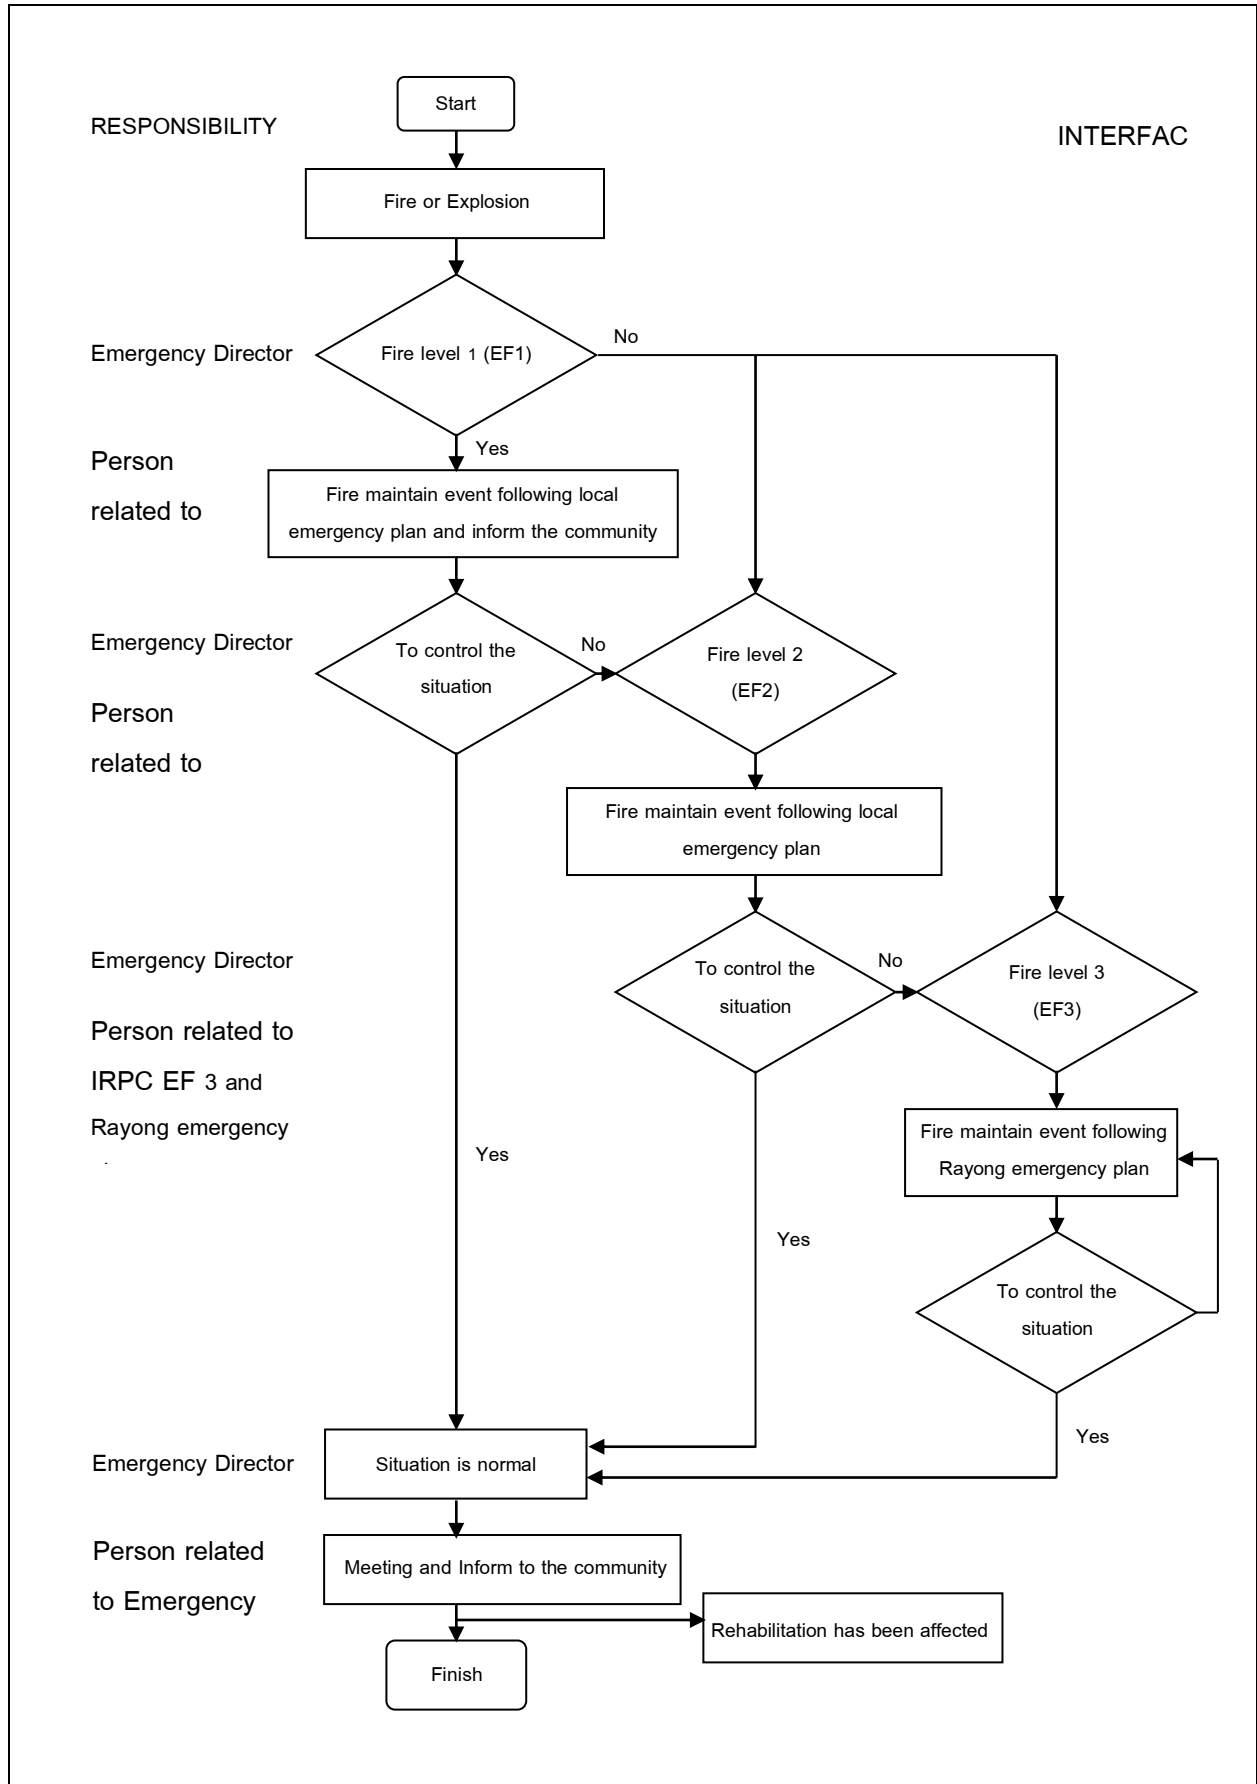 Start
RESPONSIBILITY
INTERFAC
Fire or Explosion
No
Emergency Director
Fire level 1 (EF1)
Yes
Person
related to
Fire maintain event following local
emergency plan and inform the community
Emergency Director
To control the
situation
No
Fire level 2
(EF2)
Person
related to
Fire maintain event following local
emergency plan
Emergency Director
To control the
situation
No
Fire level 3
(EF3)
Person related to
IRPC EF 3 and
Rayong emergency
Yes
Fire maintain event following
Rayong emergency plan
Yes
To control the
situation
Yes
Emergency Director
Situation is normal
Person related
to Emergency
Meeting and Inform to the community
Rehabilitation has been affected
Finish